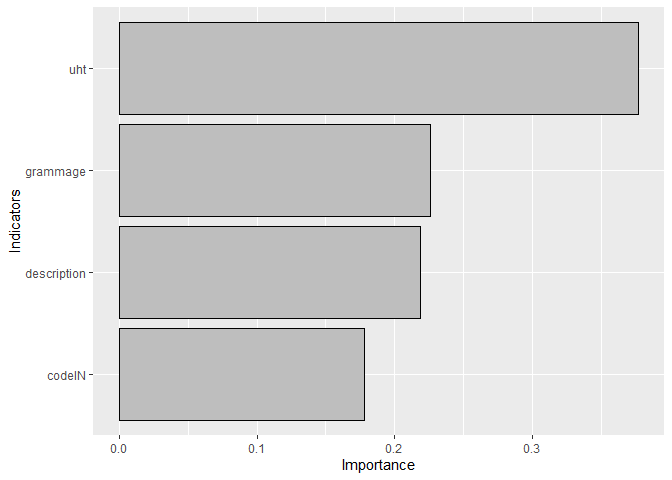 uht
grammage
description
codeIN
Indicators
0.0
0.1
0.2
0.3
Importance